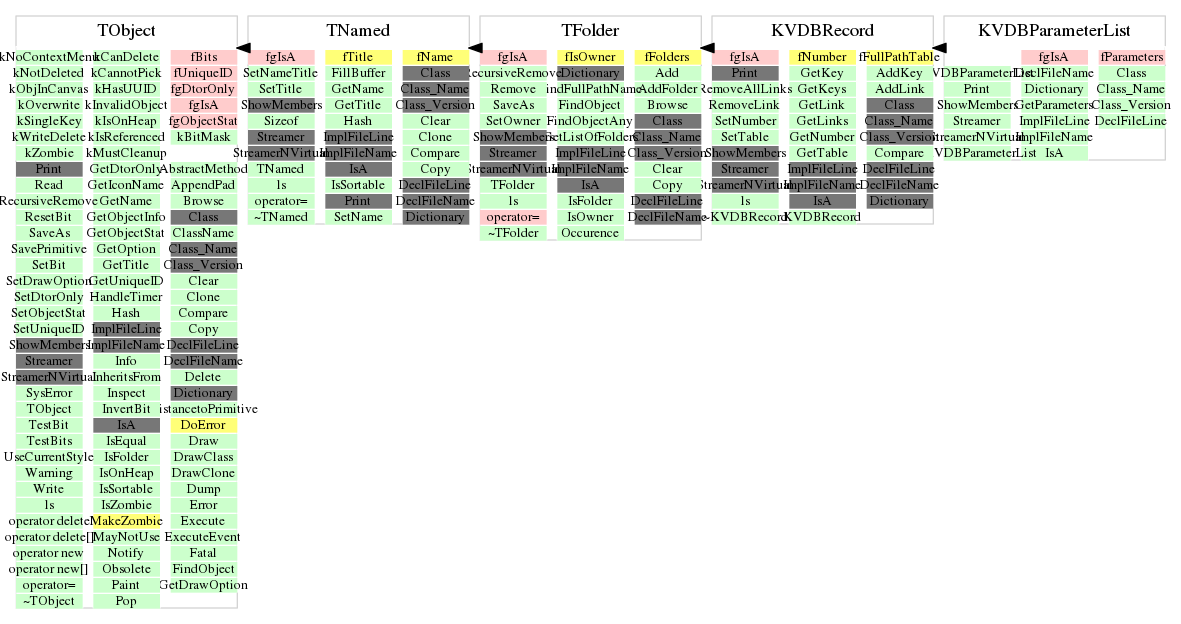 TObject
kNoContextMenu kCanDelete fBits
kNotDeleted kCannotPick fUniqueID
kObjInCanvas kHasUUID fgDtorOnly
kOverwrite kInvalidObject fgIsA
kSingleKey kIsOnHeap fgObjectStat
kWriteDelete kIsReferenced kBitMask
kZombie kMustCleanup
Print GetDtorOnly AbstractMethod
Read GetIconName AppendPad
RecursiveRemove GetName Browse
ResetBit GetObjectInfo Class
SaveAs GetObjectStat ClassName
SavePrimitive GetOption Class_Name
SetBit GetTitle Class_Version
SetDrawOption GetUniqueID Clear
SetDtorOnly HandleTimer Clone
SetObjectStat Hash Compare
SetUniqueID ImplFileLine Copy
ShowMembers ImplFileName DeclFileLine
Streamer Info DeclFileName
StreamerNVirtual InheritsFrom Delete
SysError Inspect Dictionary
TObject InvertBit istancetoPrimitive
TestBit IsA DoError
TestBits IsEqual Draw
UseCurrentStyle IsFolder DrawClass
Warning IsOnHeap DrawClone
Write IsSortable Dump
ls IsZombie Error
operator delete MakeZombie Execute
operator delete[] MayNotUse ExecuteEvent
operator new Notify Fatal
operator new[] Obsolete FindObject
operator= Paint GetDrawOption
~TObject Pop
TNamed
fgIsA fTitle fName
SetNameTitle FillBuffer Class
SetTitle GetName Class_Name
ShowMembers GetTitle Class_Version
Sizeof Hash Clear
Streamer ImplFileLine Clone
StreamerNVirtual ImplFileName Compare
TNamed IsA Copy
ls IsSortable DeclFileLine
operator= Print DeclFileName
~TNamed SetName Dictionary
TFolder
fgIsA fIsOwner fFolders
RecursiveRemove Dictionary Add
Remove indFullPathName AddFolder
SaveAs FindObject Browse
SetOwner FindObjectAny Class
ShowMembers SetListOfFolders Class_Name
Streamer ImplFileLine Class_Version
StreamerNVirtual ImplFileName Clear
TFolder IsA Copy
ls IsFolder DeclFileLine
operator= IsOwner DeclFileName
~TFolder Occurence
KVDBRecord
fgIsA fNumber fFullPathTable
Print GetKey AddKey
RemoveAllLinks GetKeys AddLink
RemoveLink GetLink Class
SetNumber GetLinks Class_Name
SetTable GetNumber Class_Version
ShowMembers GetTable Compare
Streamer ImplFileLine DeclFileLine
StreamerNVirtual ImplFileName DeclFileName
ls IsA Dictionary
~KVDBRecord KVDBRecord
KVDBParameterList
fgIsA fParameters
VDBParameterList DeclFileName Class
Print Dictionary Class_Name
ShowMembers GetParameters Class_Version
Streamer ImplFileLine DeclFileLine
StreamerNVirtual ImplFileName
VDBParameterList IsA